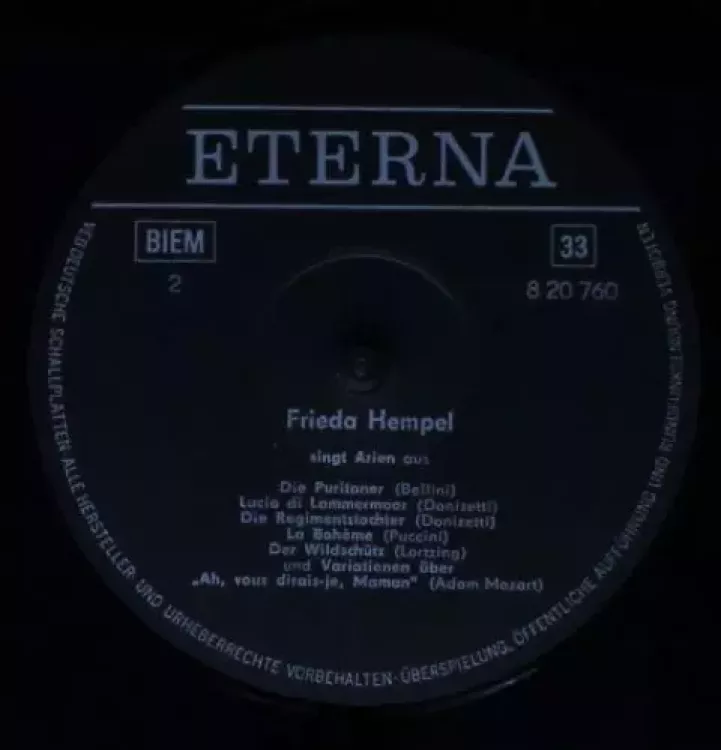 ETERNA
BIEM
33
2
8 20 760
Frieda Hempel
singt Arien aus
Die Puritaner (Bellini)
Lucia di Lammermoor (Donizetti)
Die Regimentstochter (Donizetti)
La Bohème (Puccini)
Der Wildschütz (Lortzing)
und Variationen über
„Ah, vous dirais-je, Maman“ (Adam Mozart)
VEB DEUTSCHE SCHALLPLATTEN ALLE HERSTELLER- UND URHEBERRECHTE VORBEHALTEN-ÜBERSPIELUNG, ÖFFENTLICHE AUFFÜHRUNG UND RUNDFUNKSENDUNG VERBOTEN